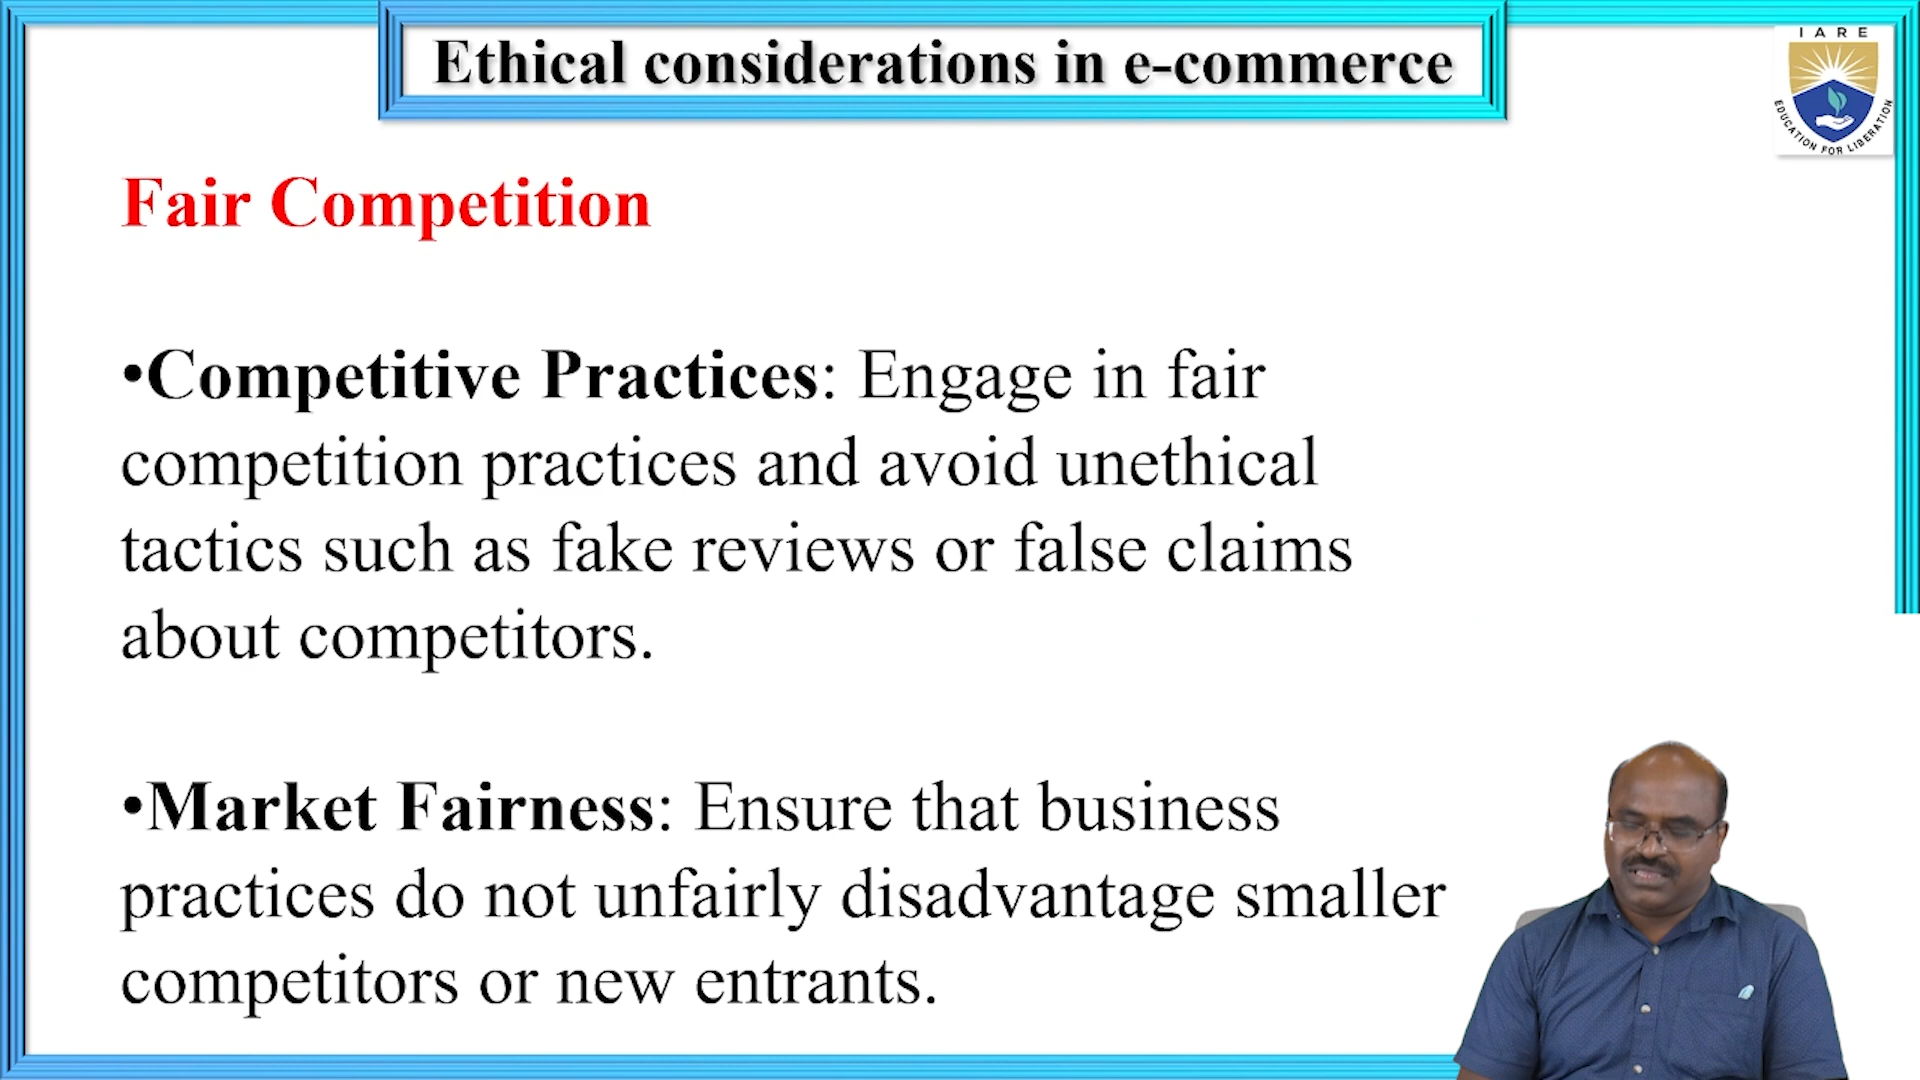 Ethical considerations in e-commerce
IARE
EDUCATION FOR LIBERATION
Fair Competition
•Competitive Practices: Engage in fair
competition practices and avoid unethical
tactics such as fake reviews or false claims
about competitors.
•Market Fairness: Ensure that business
practices do not unfairly disadvantage smaller
competitors or new entrants.